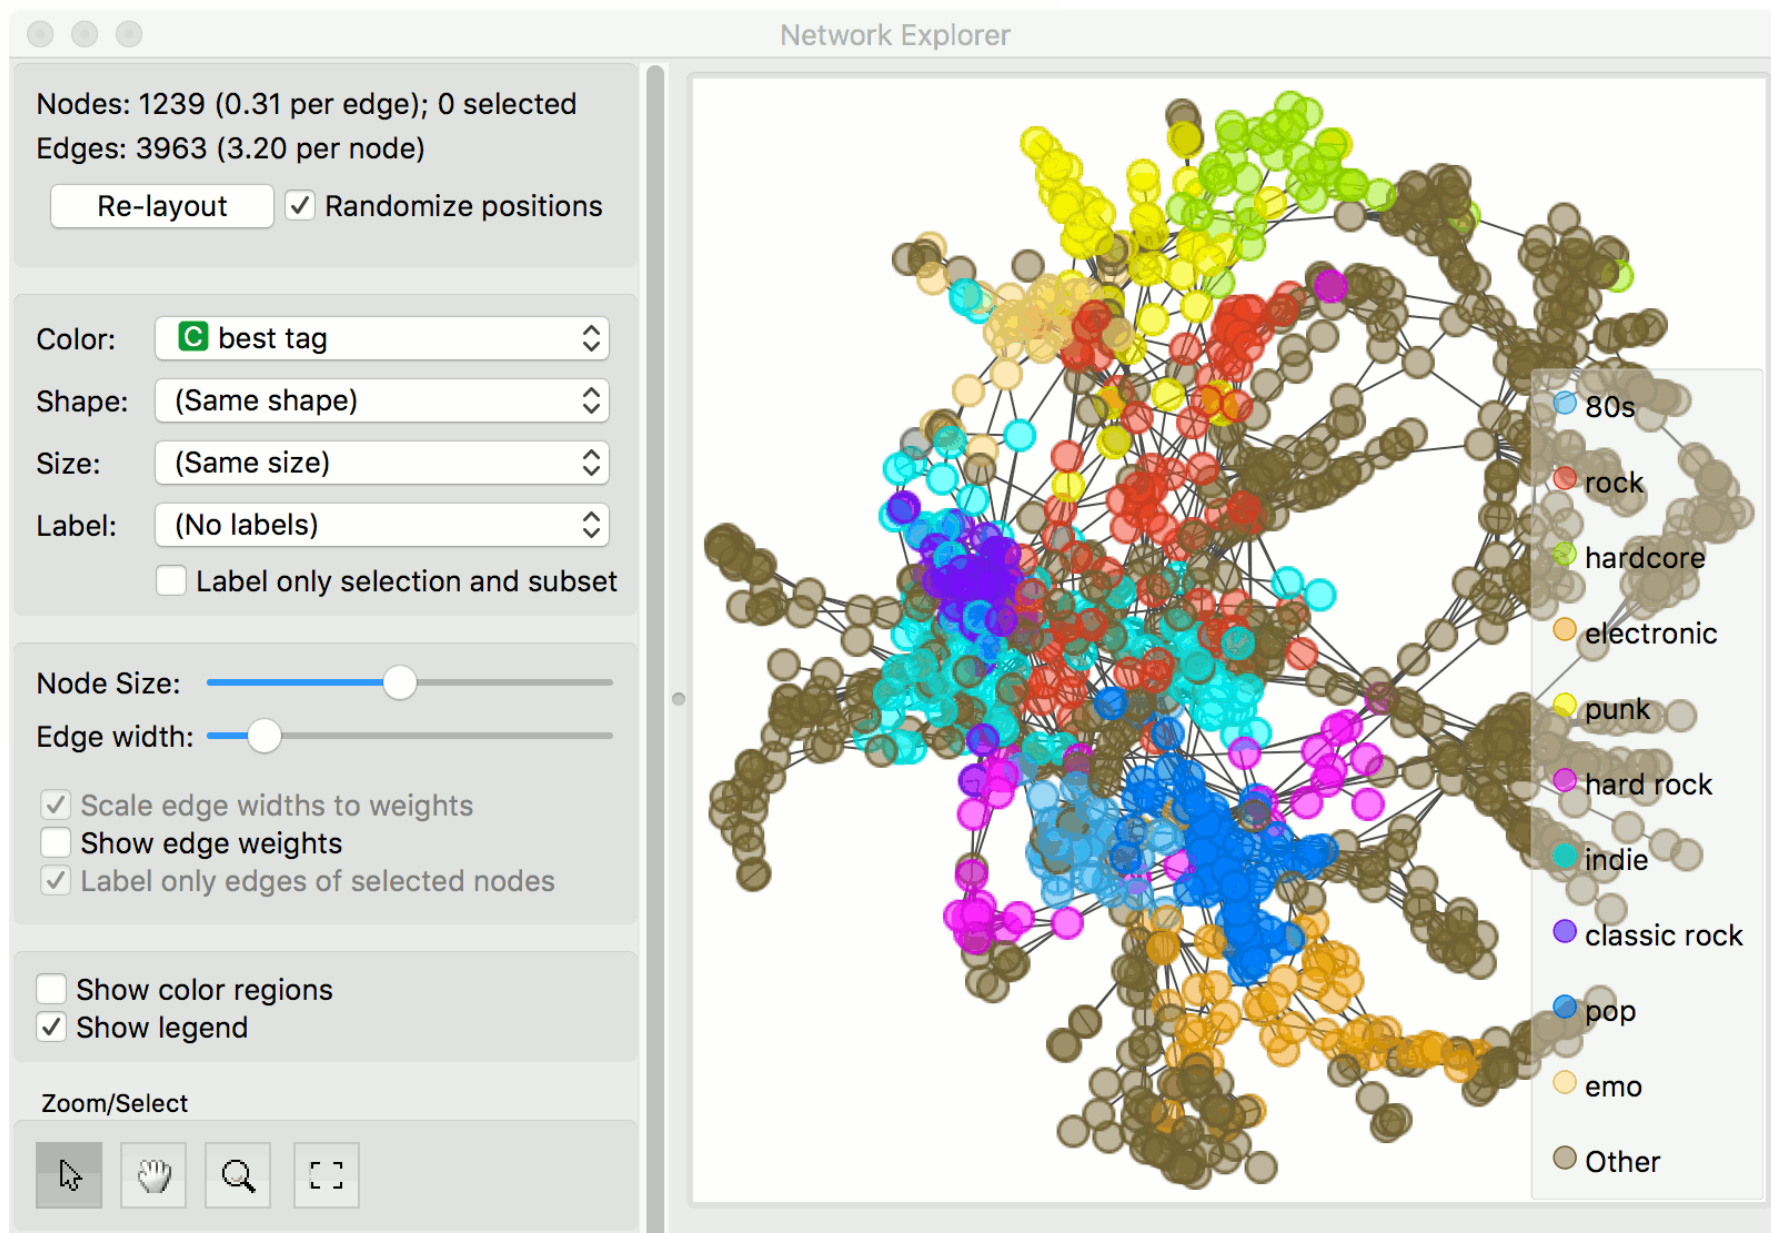 Network Explorer
Nodes: 1239 (0.31 per edge); 0 selected
Edges: 3963 (3.20 per node)
Re-layout
Randomize positions
Color:
C best tag
Shape:
(Same shape)
Size:
(Same size)
Label:
(No labels)
Label only selection and subset
Node Size:
Edge width:
Scale edge widths to weights
Show edge weights
Label only edges of selected nodes
Show color regions
Show legend
Zoom/Select
80s
rock
hardcore
electronic
punk
hard rock
indie
classic rock
pop
emo
Other